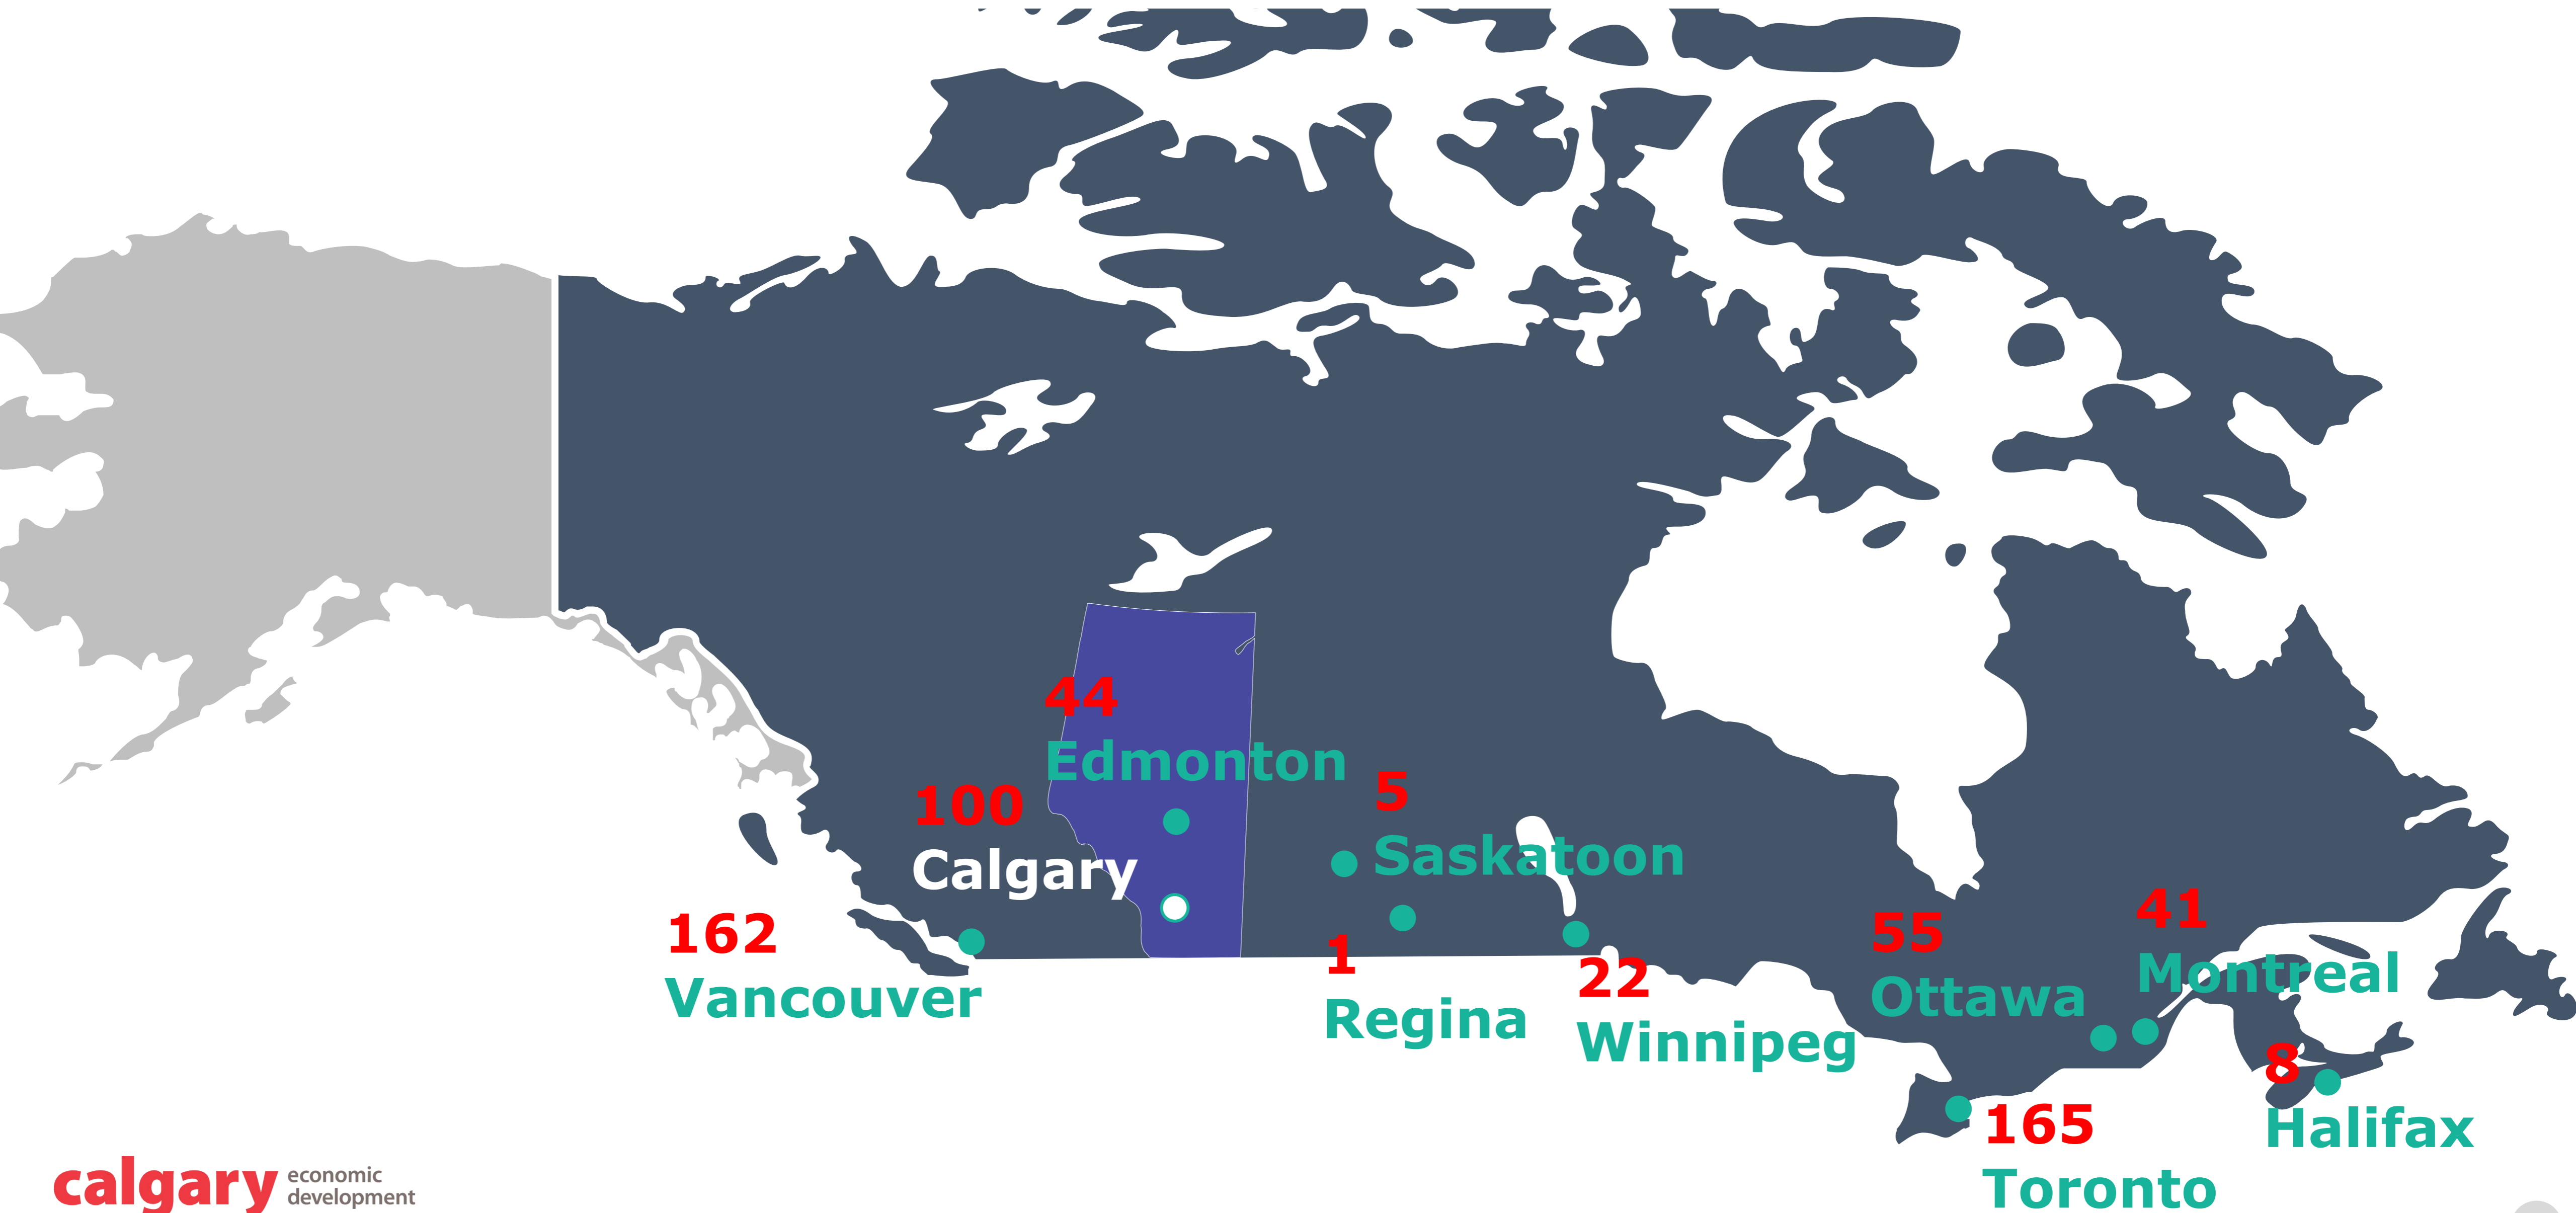 44
Edmonton
100
Calgary
5
Saskatoon
162
Vancouver
1
Regina
22
Winnipeg
55
Ottawa
41
Montreal
8
Halifax
165
Toronto
calgary economic
development